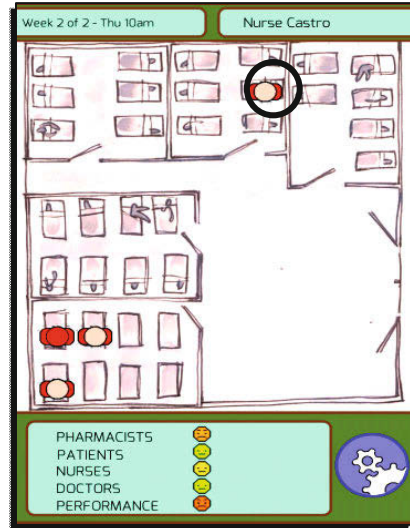 Week 2 of 2 - Thu 10am
Nurse Castro
PHARMACISTS
PATIENTS
NURSES
DOCTORS
PERFORMANCE